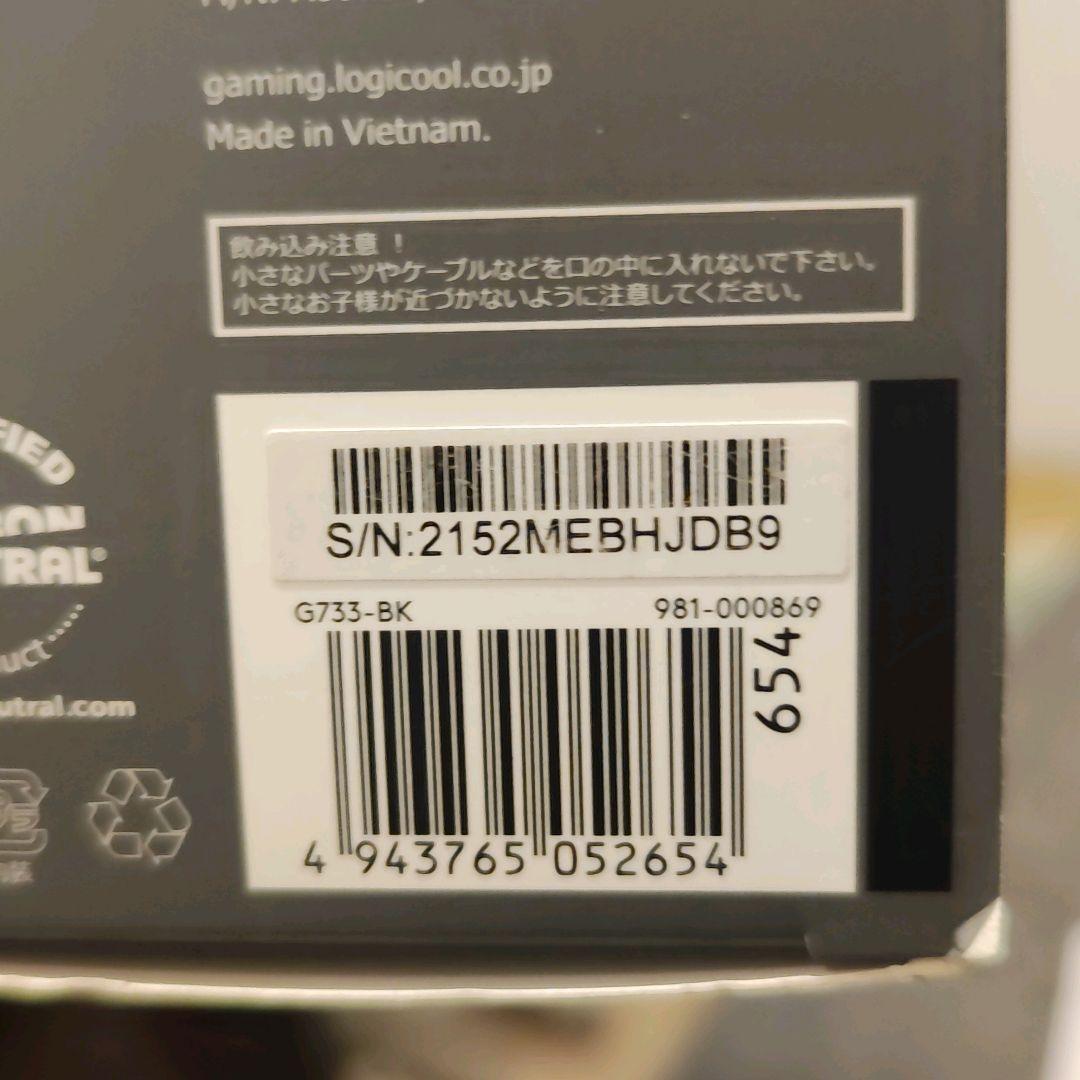 gaming.logicool.co.jp
Made in Vietnam.
飲み込み注意！
小さなパーツやケーブルなどを口の中に入れないで下さい。
小さなお子様が近づかないように注意してください。
S/N:2152MEBHJDB9
G733-BK 981-000869
654
4 943765 052654